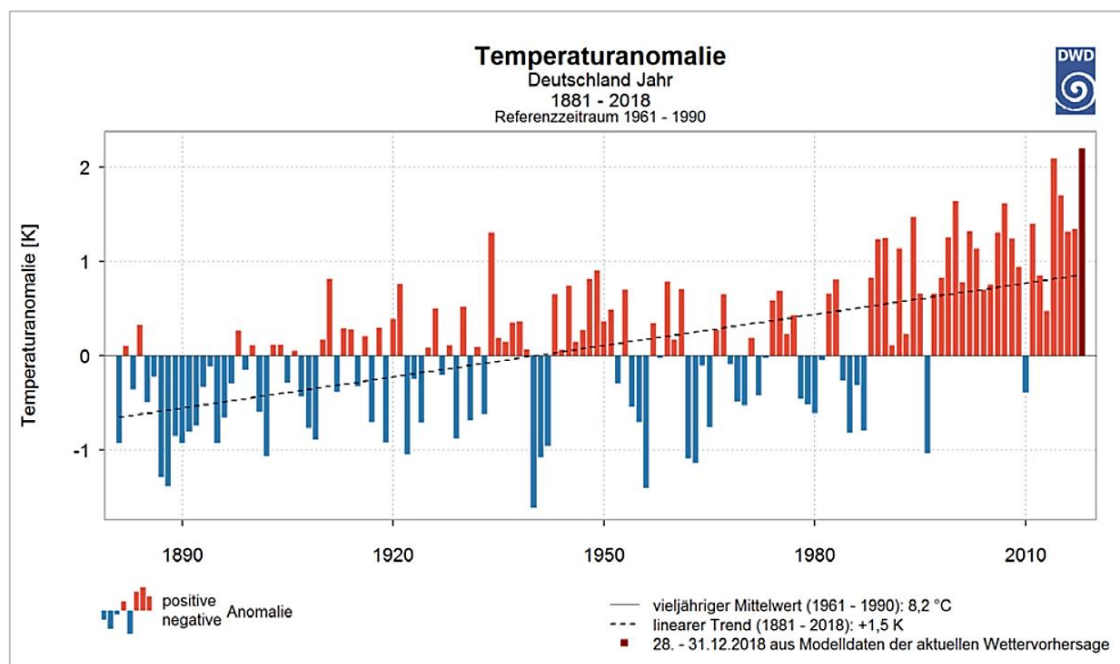 Temperaturanomalie
Deutschland Jahr
1881 - 2018
Referenzzeitraum 1961 - 1990
DWD
Temperaturanomalie [K]
2
1
0
-1
1890
1920
1950
1980
2010
positive
negative
Anomalie
vieljähriger Mittelwert (1961 - 1990): 8,2 °C
linearer Trend (1881 - 2018): +1,5 K
28. - 31.12.2018 aus Modelldaten der aktuellen Wettervorhersage